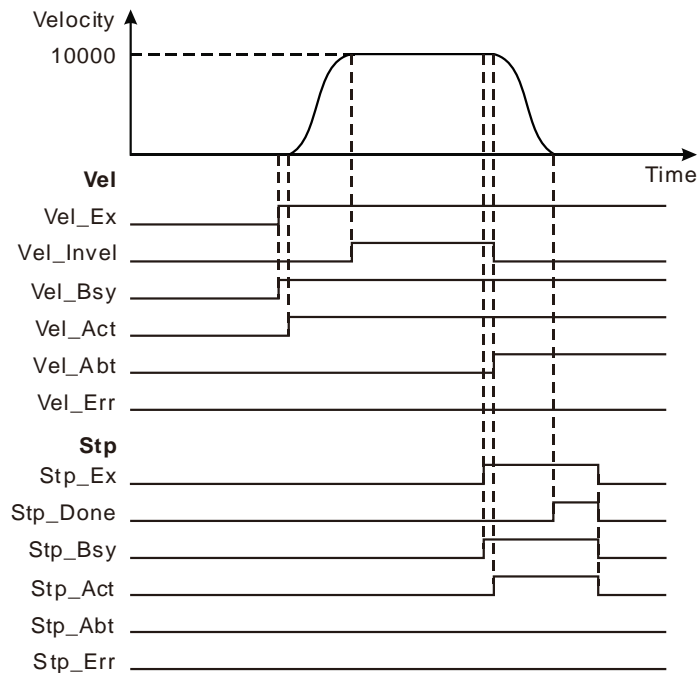 Velocity
10000
Time
Vel
Vel_Ex
Vel_Invel
Vel_Bsy
Vel_Act
Vel_Abt
Vel_Err
Stp
Stp_Ex
Stp_Done
Stp_Bsy
Stp_Act
Stp_Abt
Stp_Err